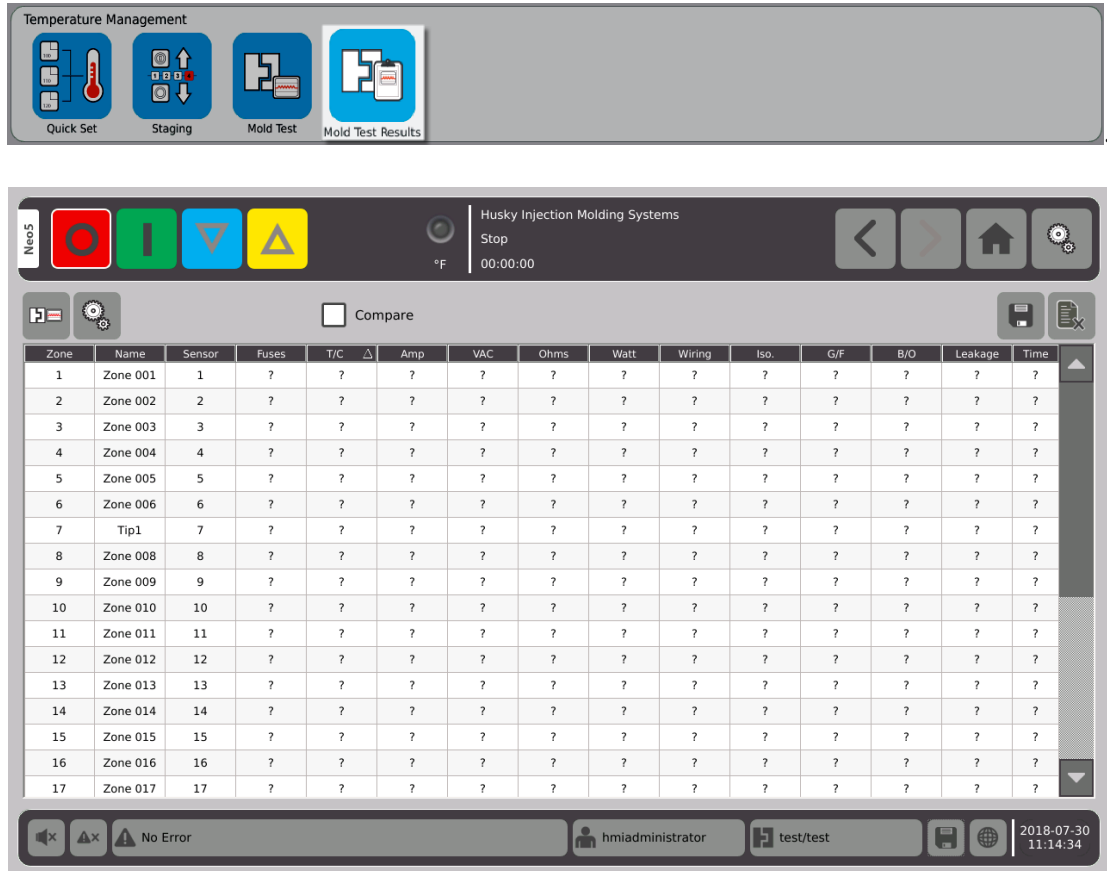 Temperature Management
Quick Set Staging Mold Test Mold Test Results
Neo5
°F
Husky Injection Molding Systems
Stop
00:00:00
Compare
Zone Name Sensor Fuses T/C △ Amp VAC Ohms Watt Wiring Iso. G/F B/O Leakage Time
1 Zone 001 1 ? ? ? ? ? ? ? ? ? ? ? ?
2 Zone 002 2 ? ? ? ? ? ? ? ? ? ? ? ?
3 Zone 003 3 ? ? ? ? ? ? ? ? ? ? ? ?
4 Zone 004 4 ? ? ? ? ? ? ? ? ? ? ? ?
5 Zone 005 5 ? ? ? ? ? ? ? ? ? ? ? ?
6 Zone 006 6 ? ? ? ? ? ? ? ? ? ? ? ?
7 Tip1 7 ? ? ? ? ? ? ? ? ? ? ? ?
8 Zone 008 8 ? ? ? ? ? ? ? ? ? ? ? ?
9 Zone 009 9 ? ? ? ? ? ? ? ? ? ? ? ?
10 Zone 010 10 ? ? ? ? ? ? ? ? ? ? ? ?
11 Zone 011 11 ? ? ? ? ? ? ? ? ? ? ? ?
12 Zone 012 12 ? ? ? ? ? ? ? ? ? ? ? ?
13 Zone 013 13 ? ? ? ? ? ? ? ? ? ? ? ?
14 Zone 014 14 ? ? ? ? ? ? ? ? ? ? ? ?
15 Zone 015 15 ? ? ? ? ? ? ? ? ? ? ? ?
16 Zone 016 16 ? ? ? ? ? ? ? ? ? ? ? ?
17 Zone 017 17 ? ? ? ? ? ? ? ? ? ? ? ?
No Error hmiadministrator test/test
2018-07-30
11:14:34